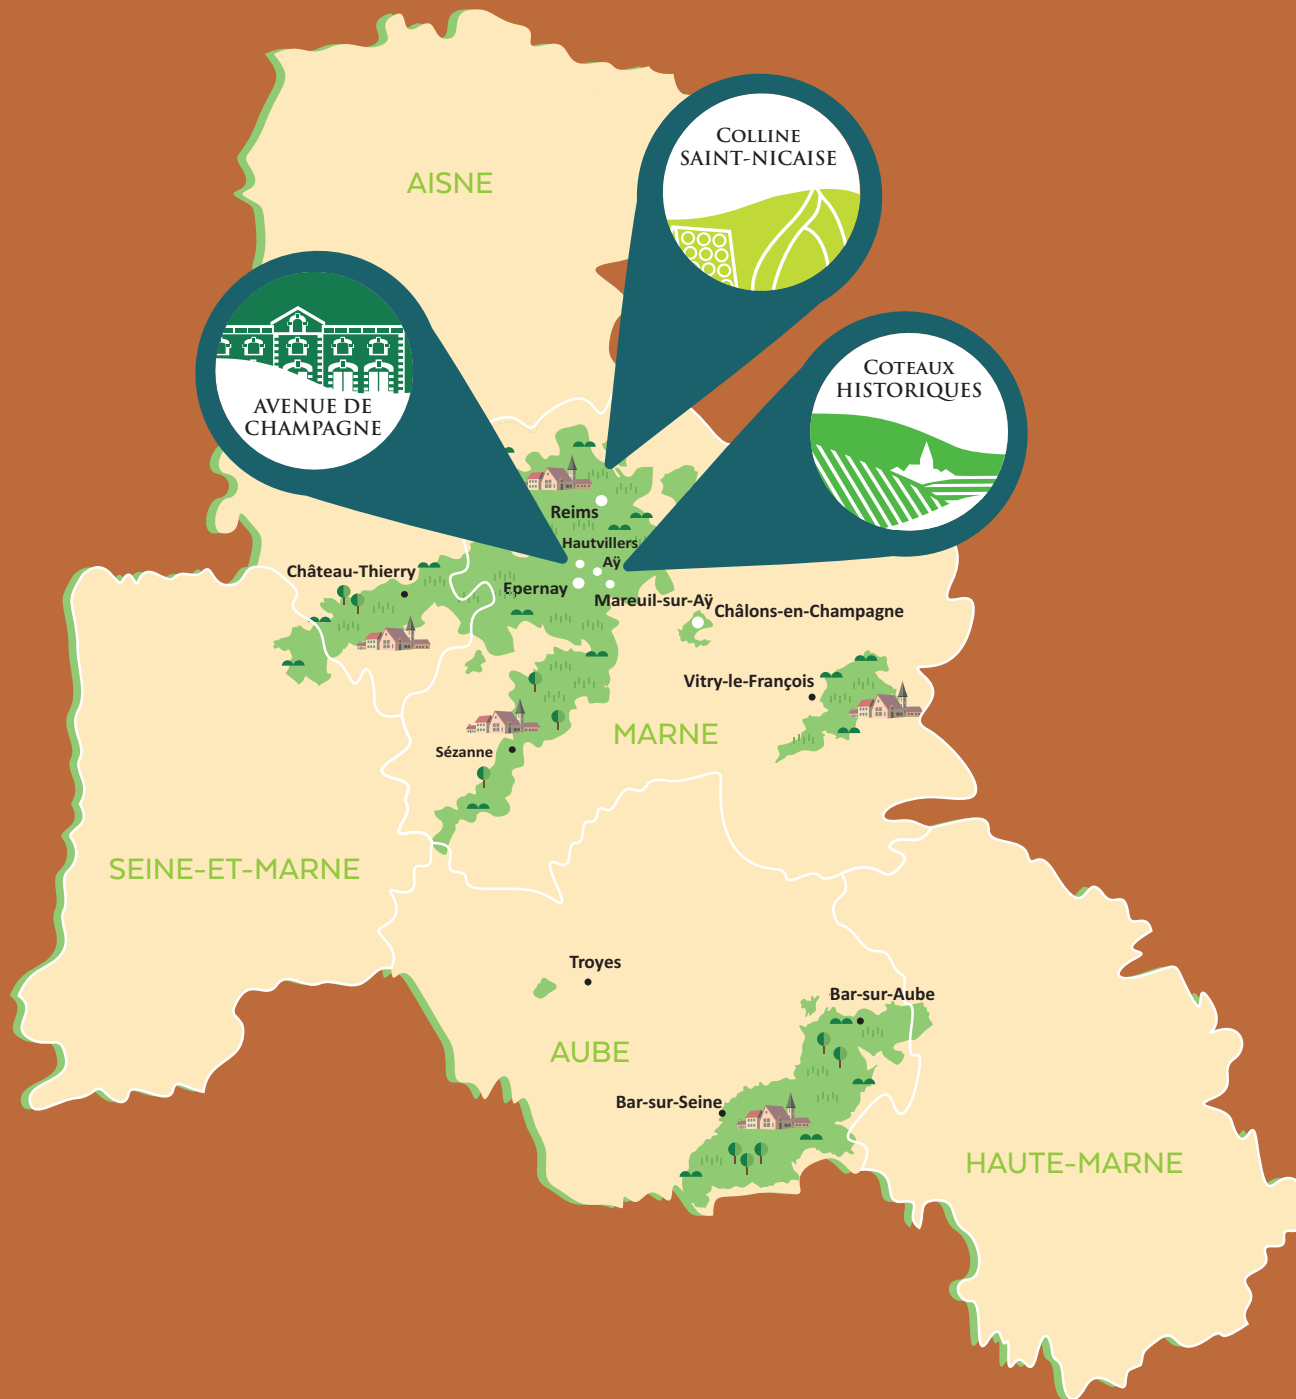 COLLINE
SAINT-NICAISE
AISNE
COTEAUX
HISTORIQUES
AVENUE DE
CHAMPAGNE
Reims
Hautvillers
Aÿ
Château-Thierry
Epernay
Mareuil-sur-Aÿ
Châlons-en-Champagne
Vitry-le-François
MARNE
Sézanne
SEINE-ET-MARNE
Troyes
Bar-sur-Aube
AUBE
Bar-sur-Seine
HAUTE-MARNE